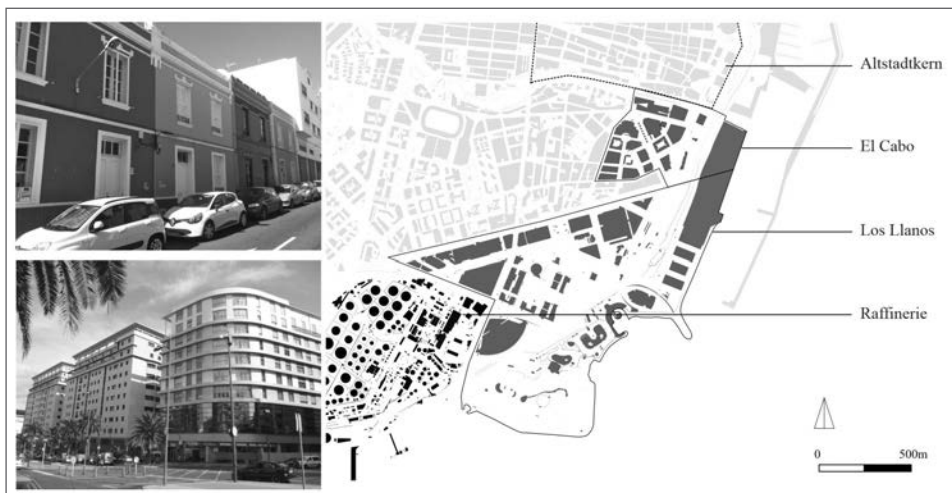 Altstadtkern
El Cabo
Los Llanos
Raffinerie
0
500m